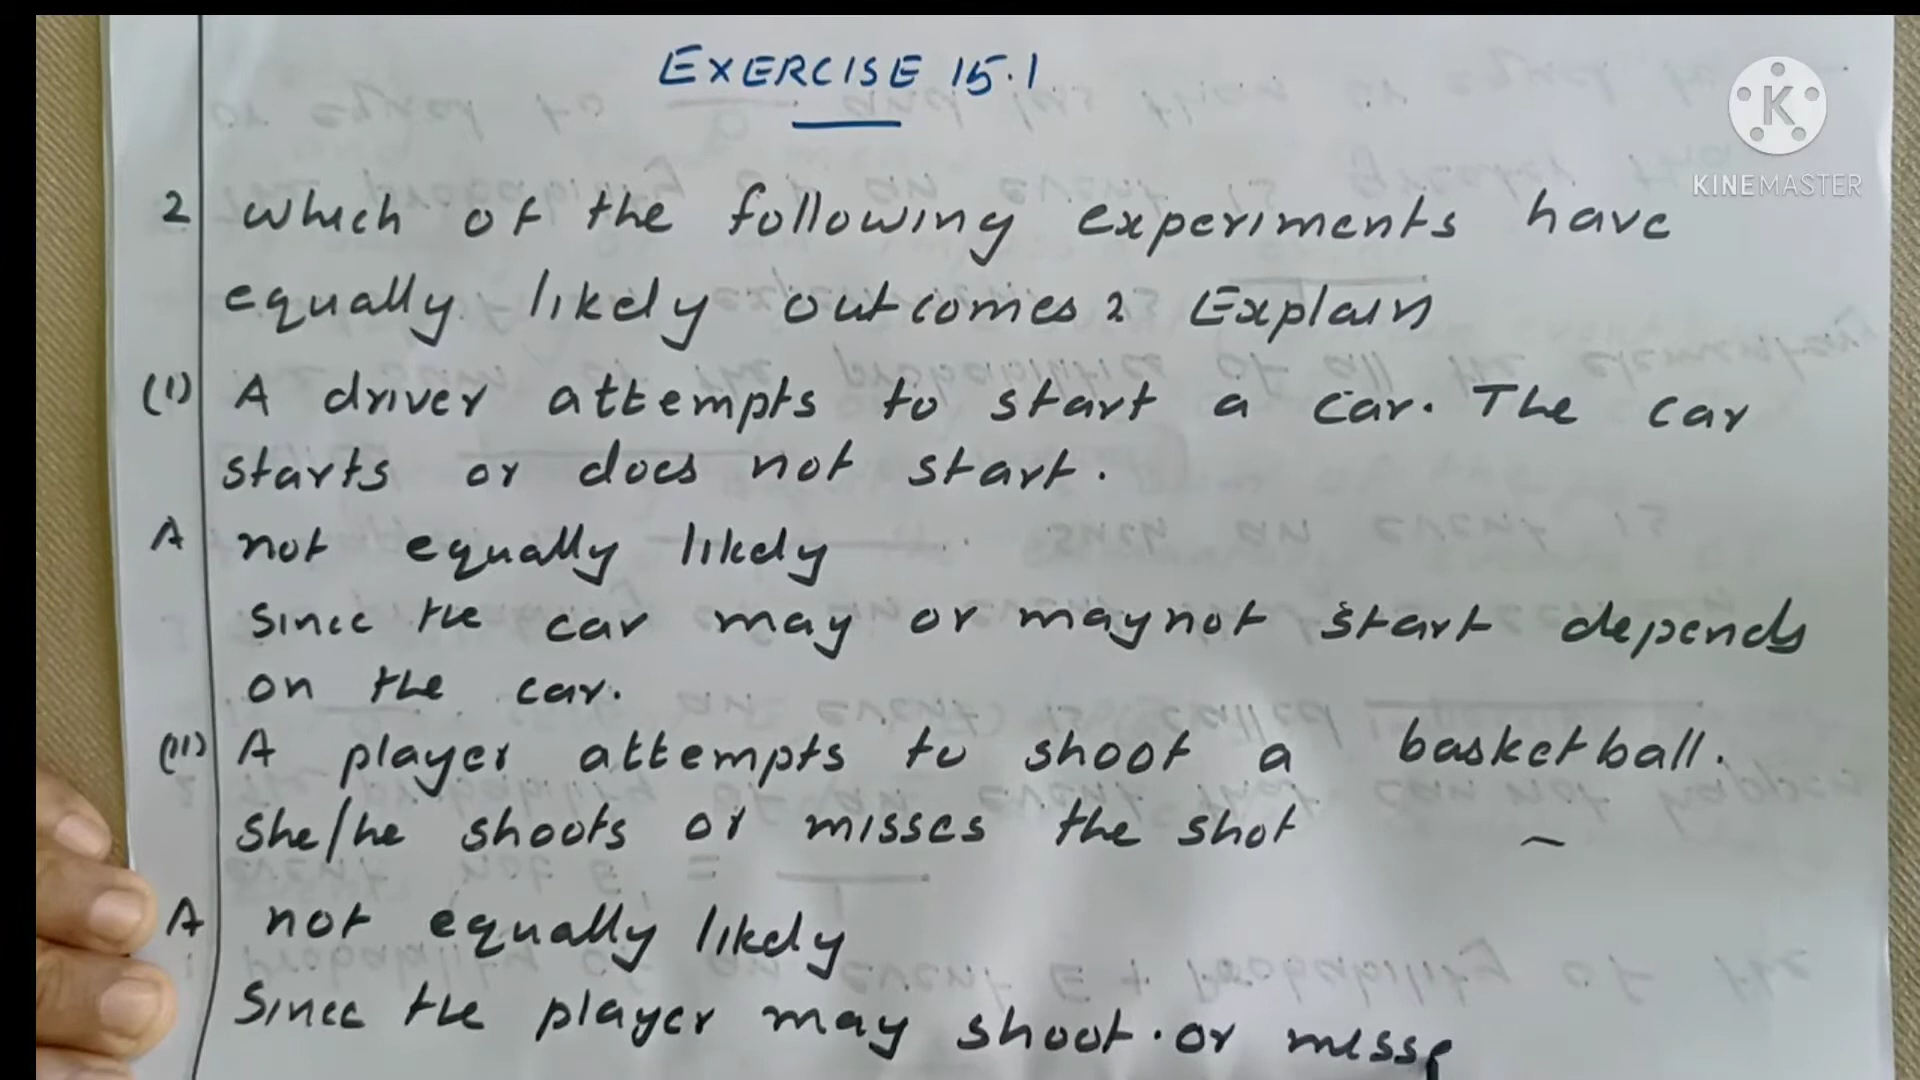 EXERCISE 15.1
KINEMASTER
2 which of the following experiments have
equally likely outcomes? Explain
(i) A driver attempts to start a car. The car
starts or does not start.
A not equally likely
Since the car may or may not start depends
on the car.
(ii) A player attempts to shoot a basketball.
She/he shoots or misses the shot
A not equally likely
Since the player may shoot or miss